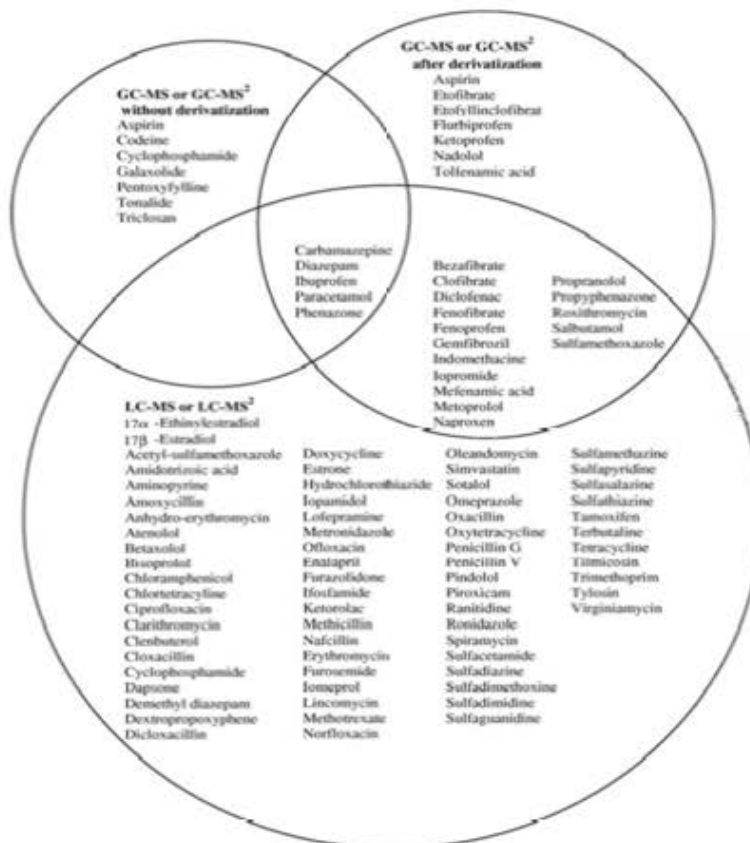 GC-MS or GC-MS²
without derivatization
Aspirin
Codeine
Cyclophosphamide
Galaxolide
Pentoxyfylline
Tonalide
Triclosan
GC-MS or GC-MS²
after derivatization
Aspirin
Etofibrate
Etofyllinclofibrat
Flurbiprofen
Ketoprofen
Nadolol
Tolfenamic acid
Carbamazepine
Diazepam
Ibuprofen
Paracetamol
Phenazone
Bezafibrate
Clofibrate
Diclofenac
Fenofibrate
Fenoprofen
Gemfibrozil
Indomethacine
Iopromide
Mefenamic acid
Metoprolol
Naproxen
Propranolol
Propyphenazone
Roxithromycin
Salbutamol
Sulfamethoxazole
LC-MS or LC-MS²
17α -Ethinylestradiol
17β -Estradiol
Acetyl-sulfamethoxazole
Amidotrizoic acid
Aminopyrine
Amoxycillin
Anhydro-erythromycin
Atenolol
Betaxolol
Bisoprolol
Chloramphenicol
Chlortetracyline
Ciprofloxacin
Clarithromycin
Clenbuterol
Cloxacillin
Cyclophosphamide
Dapsone
Demethyl diazepam
Dextropropoxyphene
Dicloxacillin
Doxycycline
Estrone
Hydrochlorothiazide
Iopamidol
Lofepramine
Metronidazole
Ofloxacin
Enalapril
Furazolidone
Ifosfamide
Ketorolac
Methicillin
Nafcillin
Erythromycin
Furosemide
Iomeprol
Lincomycin
Methotrexate
Norfloxacin
Oleandomycin
Simvastatin
Sotalol
Omeprazole
Oxacillin
Oxytetracycline
Penicillin G
Penicillin V
Pindolol
Piroxicam
Ranitidine
Ronidazole
Spiramycin
Sulfacetamide
Sulfadiazine
Sulfadimethoxine
Sulfadimidine
Sulfaguanidine
Sulfamethazine
Sulfapyridine
Sulfasalazine
Sulfathiazine
Tamoxifen
Terbutaline
Tetracycline
Tilmicosin
Trimethoprim
Tylosin
Virginiamycin